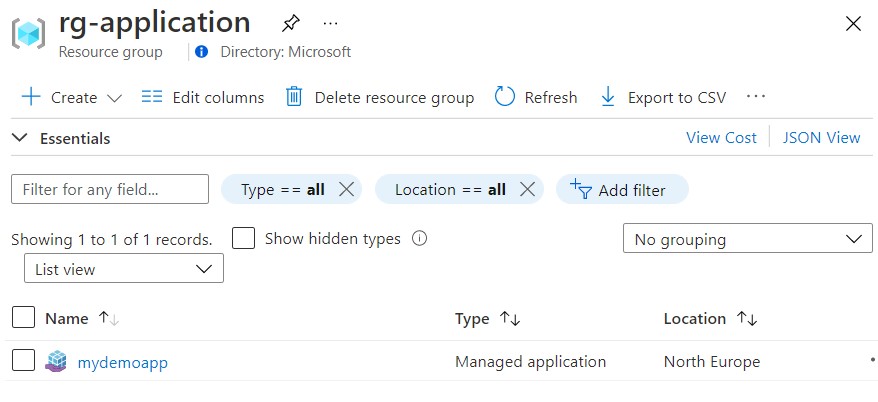 rg-application
Resource group
Directory: Microsoft
Create
Edit columns
Delete resource group
Refresh
Export to CSV
Essentials
View Cost
JSON View
Filter for any field...
Type == all
Location == all
Add filter
Showing 1 to 1 of 1 records.
Show hidden types
No grouping
List view
Name
Type
Location
mydemoapp
Managed application
North Europe